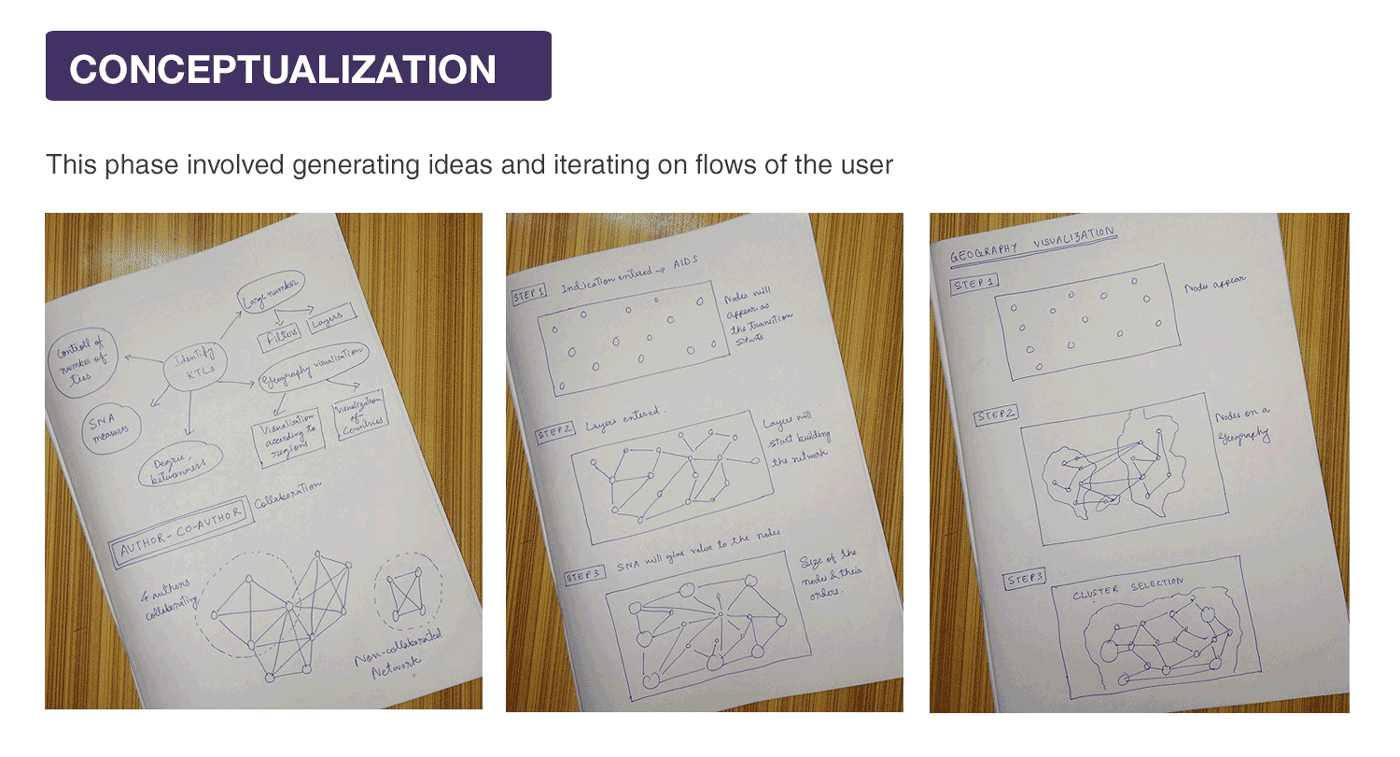 CONCEPTUALIZATION
This phase involved generating ideas and iterating on flows of the user
Large number
Filters
Layers
Controll of
number of
ties
Identify
KTLs
Geography visualization
SNA
measures
Degree,
betweenness
Visualization
according to
regions
Visualization
of
Countries
AUTHOR-CO-AUTHOR
Collaboration
4 authors
collaborating
Non-collaborated
Network
STEP 1
Indication entered → AIDS
Nodes will
appear as
the transition
starts
STEP 2
Layers entered.
Layers will
start building
the network
STEP 3
SNA will give value to the nodes
Size of the
nodes & their
orders.
GEOGRAPHY VISUALIZATION
STEP 1
Nodes appear
STEP 2
Nodes on a
geography
STEP 3
CLUSTER SELECTION